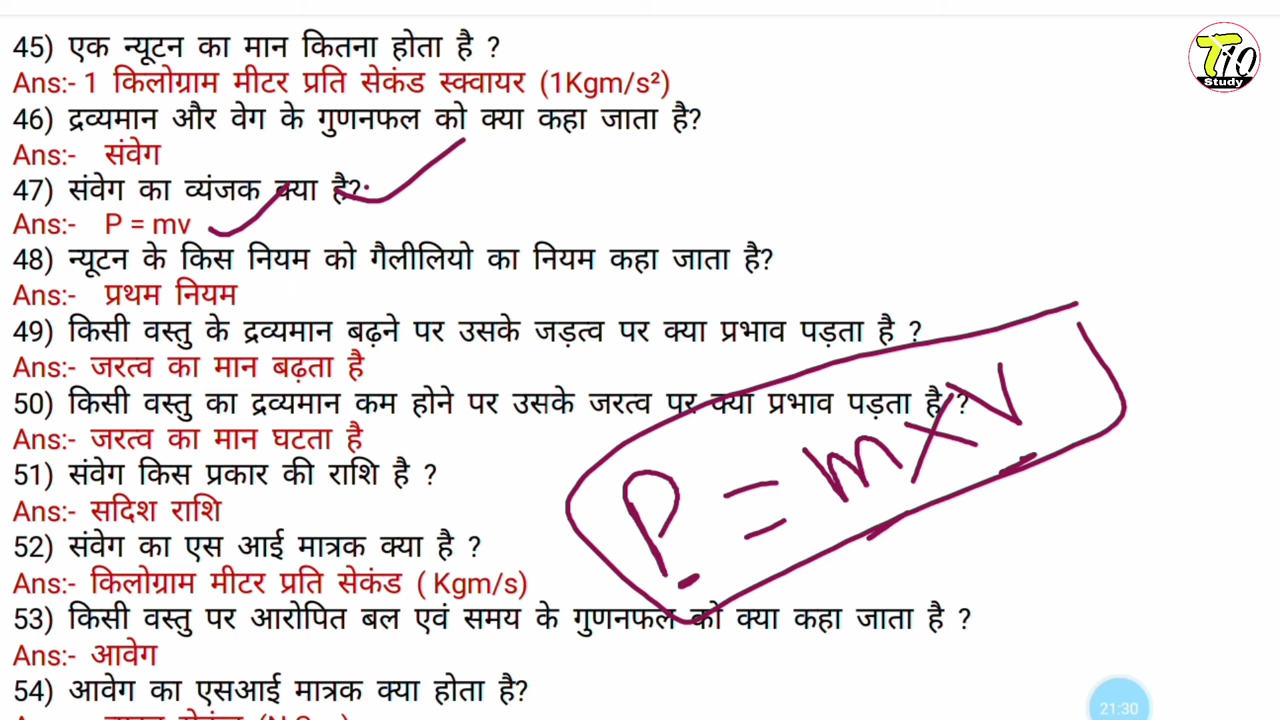 45) एक न्यूटन का मान कितना होता है ?
Ans:- 1 किलोग्राम मीटर प्रति सेकंड स्क्वायर (1Kgm/s²)
46) द्रव्यमान और वेग के गुणनफल को क्या कहा जाता है?
Ans:- संवेग
47) संवेग का व्यंजक क्या है?
Ans:- P = mv
48) न्यूटन के किस नियम को गैलीलियो का नियम कहा जाता है?
Ans:- प्रथम नियम
49) किसी वस्तु के द्रव्यमान बढ़ने पर उसके जड़त्व पर क्या प्रभाव पड़ता है ?
Ans:- जरत्व का मान बढ़ता है
50) किसी वस्तु का द्रव्यमान कम होने पर उसके जरत्व पर क्या प्रभाव पड़ता है ?
Ans:- जरत्व का मान घटता है
51) संवेग किस प्रकार की राशि है ?
Ans:- सदिश राशि
52) संवेग का एस आई मात्रक क्या है ?
Ans:- किलोग्राम मीटर प्रति सेकंड ( Kgm/s)
53) किसी वस्तु पर आरोपित बल एवं समय के गुणनफल को क्या कहा जाता है ?
Ans:- आवेग
54) आवेग का एसआई मात्रक क्या होता है?
P = m x v
Study
21:30